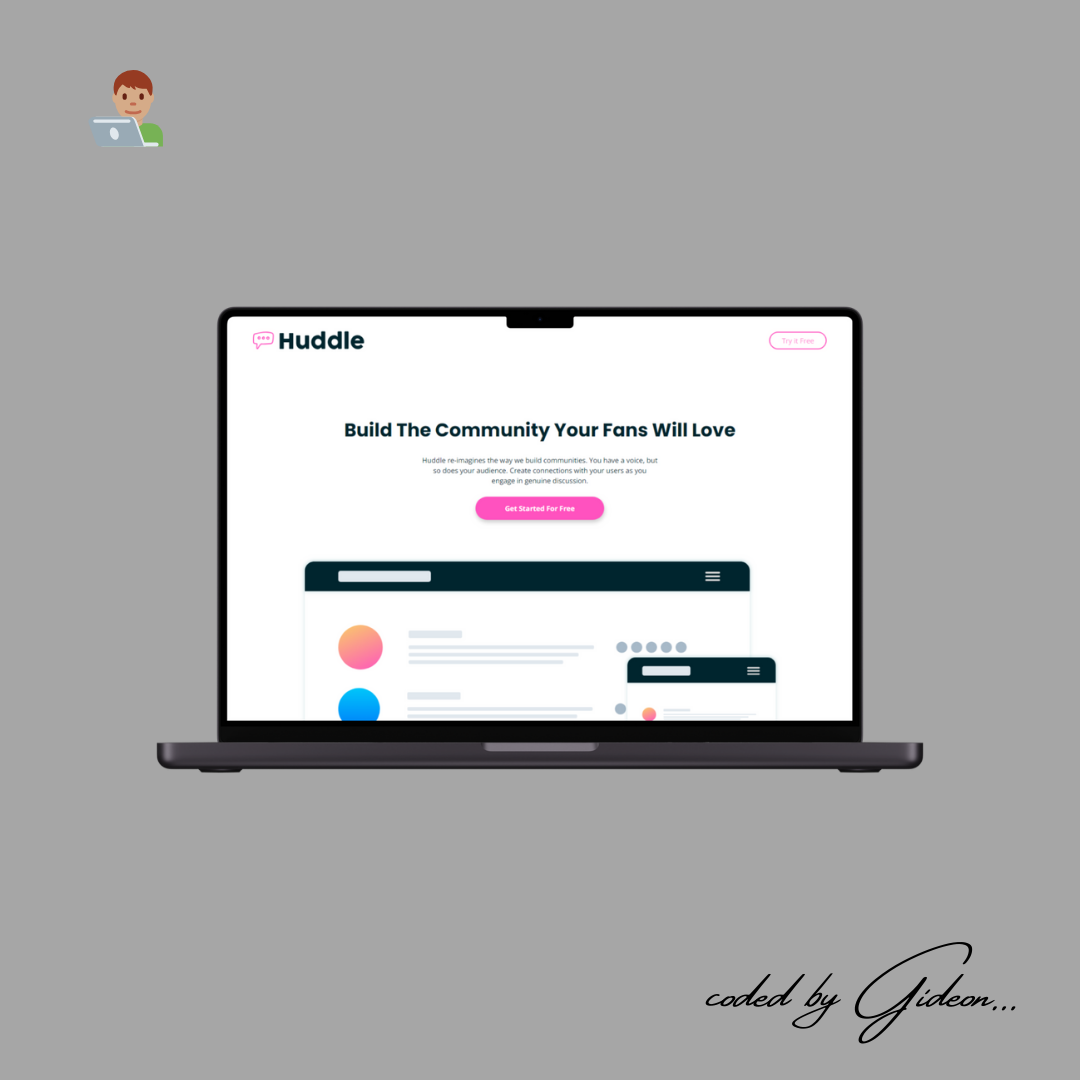 Huddle
Try it Free
Build The Community Your Fans Will Love
Huddle re-imagines the way we build communities. You have a voice, but
so does your audience. Create connections with your users as you
engage in genuine discussion.
Get Started For Free
coded by Gideon...